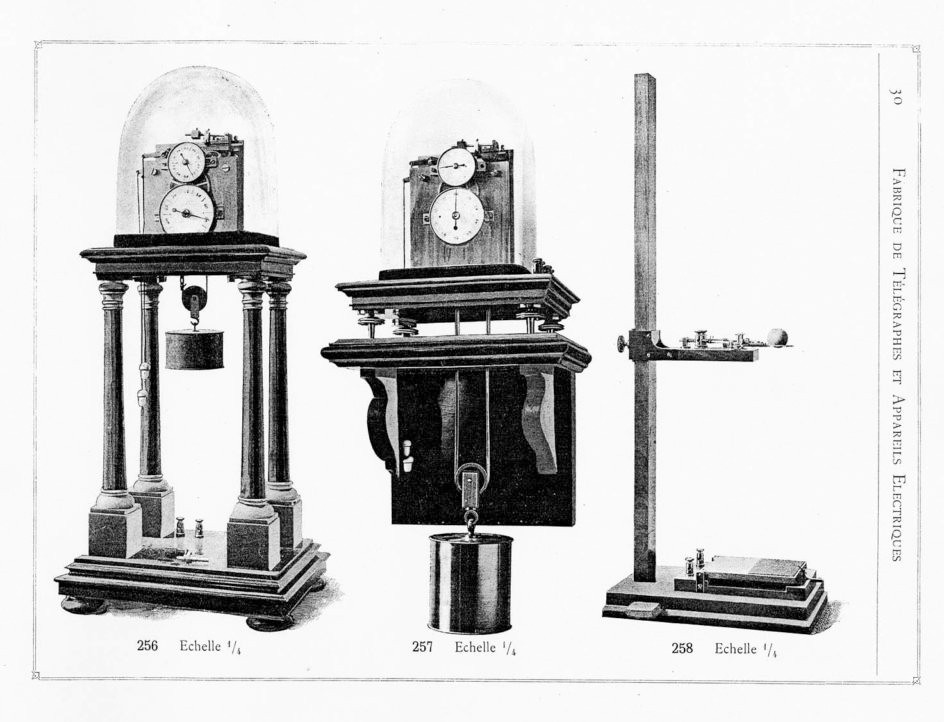 30
FABRIQUE DE TÉLÉGRAPHES ET APPAREILS ELECTRIQUES
256 Echelle 1/4
257 Echelle 1/4
258 Echelle 1/4